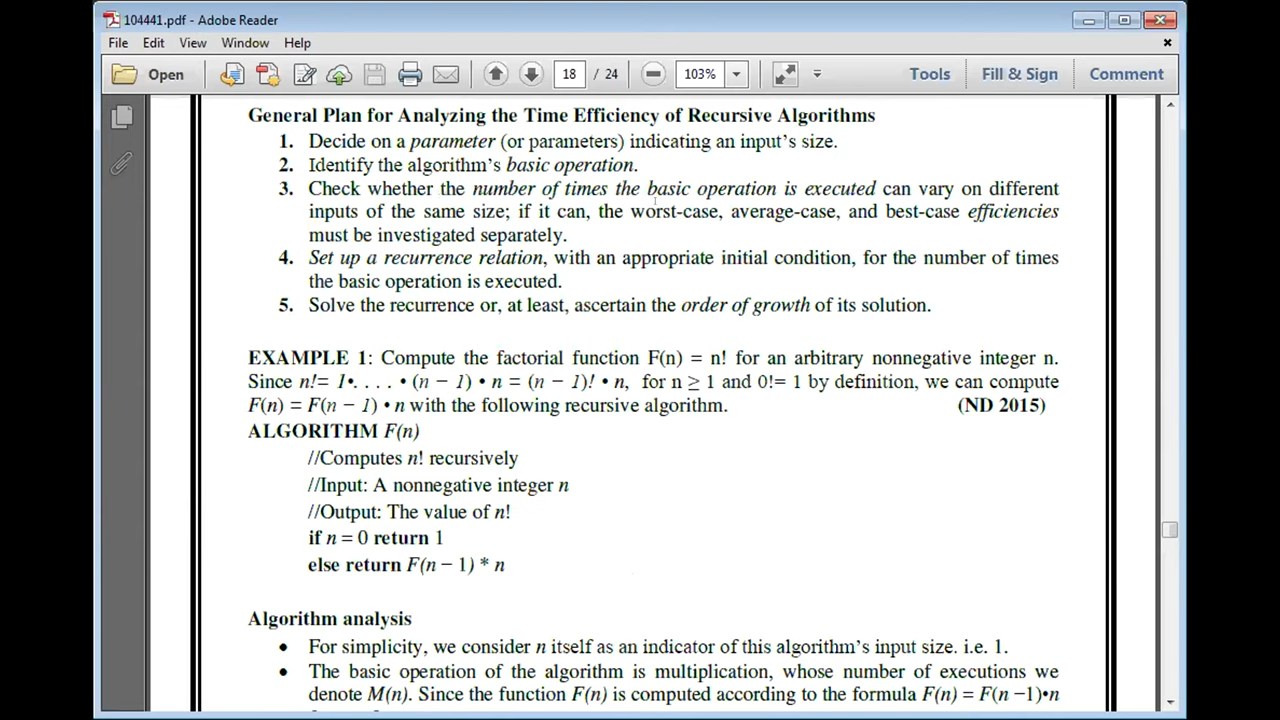 104441.pdf - Adobe Reader
File Edit View Window Help
Open 18 / 24 103% Tools Fill & Sign Comment
General Plan for Analyzing the Time Efficiency of Recursive Algorithms
1. Decide on a parameter (or parameters) indicating an input's size.
2. Identify the algorithm's basic operation.
3. Check whether the number of times the basic operation is executed can vary on different
inputs of the same size; if it can, the worst-case, average-case, and best-case efficiencies
must be investigated separately.
4. Set up a recurrence relation, with an appropriate initial condition, for the number of times
the basic operation is executed.
5. Solve the recurrence or, at least, ascertain the order of growth of its solution.
EXAMPLE 1: Compute the factorial function F(n) = n! for an arbitrary nonnegative integer n.
Since n!= 1•. . . . • (n − 1) • n = (n − 1)! • n, for n ≥ 1 and 0!= 1 by definition, we can compute
F(n) = F(n − 1) • n with the following recursive algorithm. (ND 2015)
ALGORITHM F(n)
//Computes n! recursively
//Input: A nonnegative integer n
//Output: The value of n!
if n = 0 return 1
else return F(n − 1) * n
Algorithm analysis
• For simplicity, we consider n itself as an indicator of this algorithm's input size. i.e. 1.
• The basic operation of the algorithm is multiplication, whose number of executions we
denote M(n). Since the function F(n) is computed according to the formula F(n) = F(n −1)•n